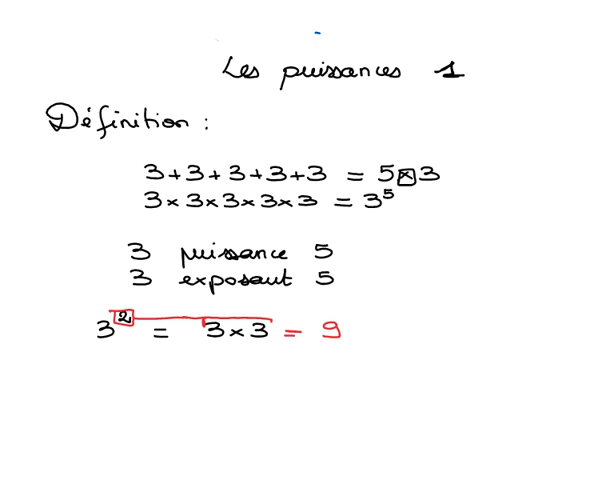 Les puissances 1
Définition :
3+3+3+3+3 = 5×3
3×3×3×3×3 = 3⁵
3 puissance 5
3 exposant 5
3² = 3×3 = 9